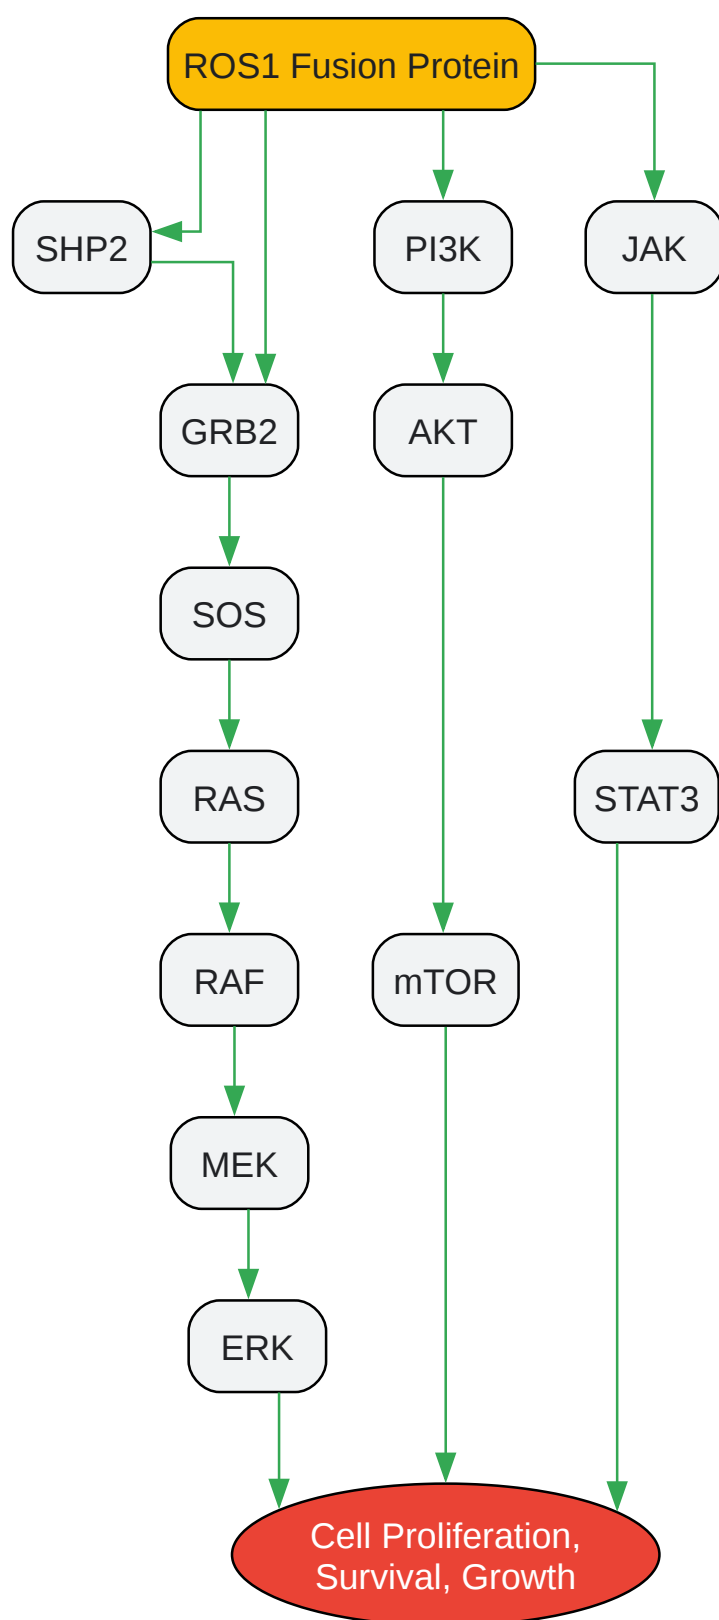 ROS1 Fusion Protein
SHP2
PI3K
JAK
GRB2
AKT
SOS
RAS
STAT3
RAF
mTOR
MEK
ERK
Cell Proliferation,
Survival, Growth